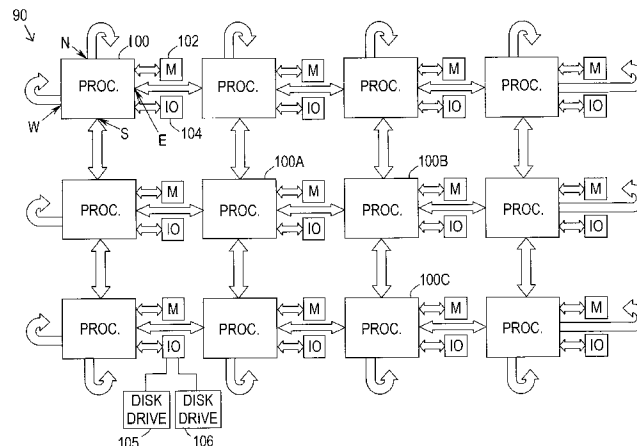 90
N 100 102
M M M M
PROC. PROC. PROC. PROC.
IO IO IO IO
W S E 104
100A 100B
M M M M
PROC. PROC. PROC. PROC.
IO IO IO IO
100C
M M M M
PROC. PROC. PROC. PROC.
IO IO IO IO
DISK DRIVE DISK DRIVE
105 106